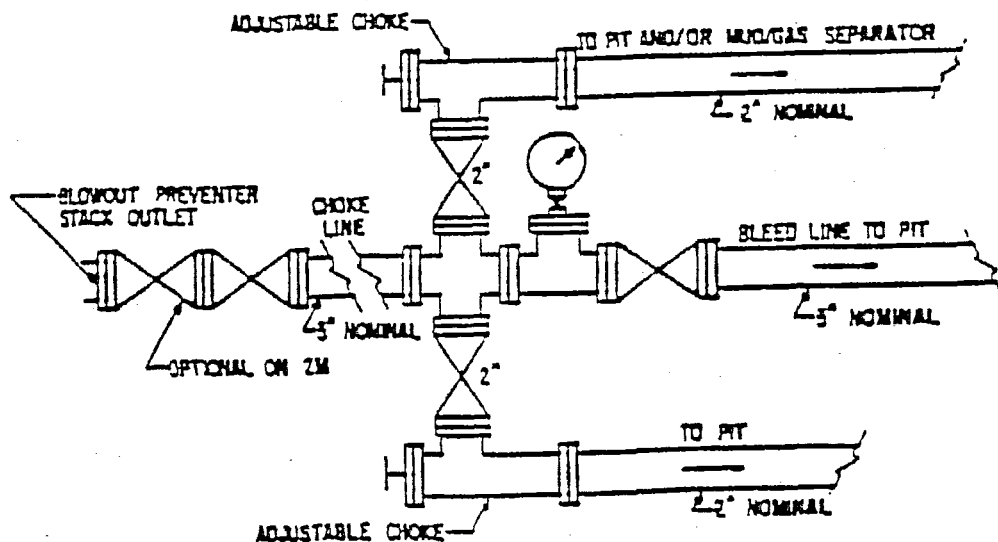 ADJUSTABLE CHOKE
TO PIT AND/OR MUD/GAS SEPARATOR
2" NOMINAL
2"
BLOWOUT PREVENTER
STACK OUTLET
CHOKE
LINE
BLEED LINE TO PIT
3" NOMINAL
3" NOMINAL
OPTIONAL ON 2M
2"
TO PIT
2" NOMINAL
ADJUSTABLE CHOKE